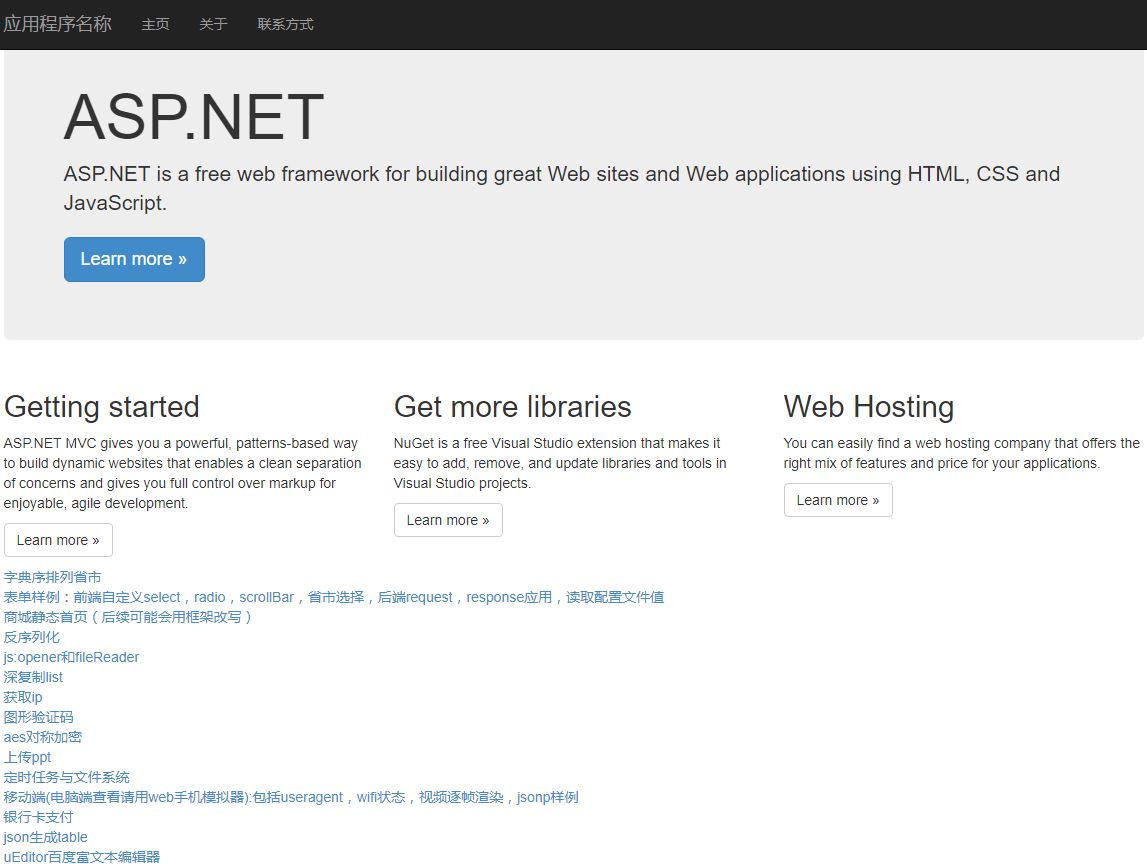 应用程序名称 主页 关于 联系方式
ASP.NET
ASP.NET is a free web framework for building great Web sites and Web applications using HTML, CSS and
JavaScript.
Learn more »
Getting started
ASP.NET MVC gives you a powerful, patterns-based way
to build dynamic websites that enables a clean separation
of concerns and gives you full control over markup for
enjoyable, agile development.
Learn more »
Get more libraries
NuGet is a free Visual Studio extension that makes it
easy to add, remove, and update libraries and tools in
Visual Studio projects.
Learn more »
Web Hosting
You can easily find a web hosting company that offers the
right mix of features and price for your applications.
Learn more »
字典序排列省市
表单样例：前端自定义select，radio，scrollBar，省市选择，后端request，response应用，读取配置文件值
商城静态首页（后续可能会用框架改写）
反序列化
js:opener和fileReader
深复制list
获取ip
图形验证码
aes对称加密
上传ppt
定时任务与文件系统
移动端(电脑端查看请用web手机模拟器):包括useragent，wifi状态，视频逐帧渲染，jsonp样例
银行卡支付
json生成table
uEditor百度富文本编辑器